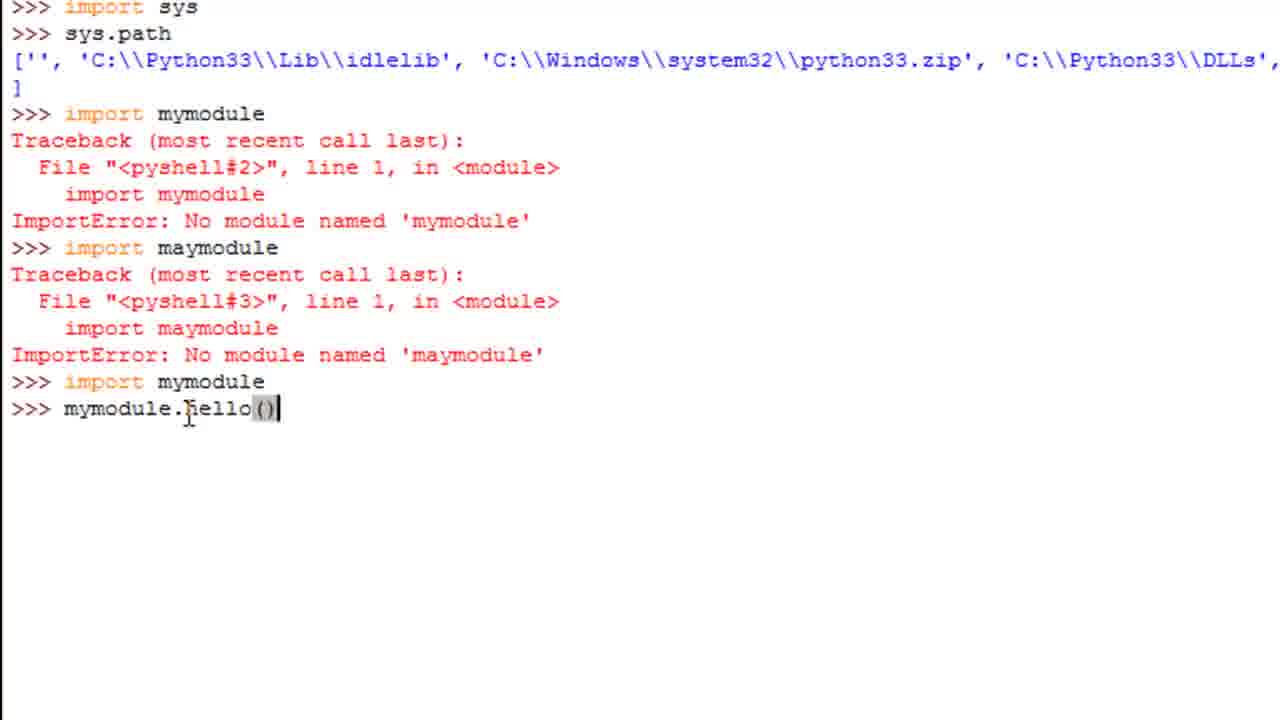 >>> import sys
>>> sys.path
['', 'C:\\Python33\\Lib\\idlelib', 'C:\\Windows\\system32\\python33.zip', 'C:\\Python33\\DLLs',
]
>>> import mymodule
Traceback (most recent call last):
  File "<pyshell#2>", line 1, in <module>
    import mymodule
ImportError: No module named 'mymodule'
>>> import maymodule
Traceback (most recent call last):
  File "<pyshell#3>", line 1, in <module>
    import maymodule
ImportError: No module named 'maymodule'
>>> import mymodule
>>> mymodule.hello()